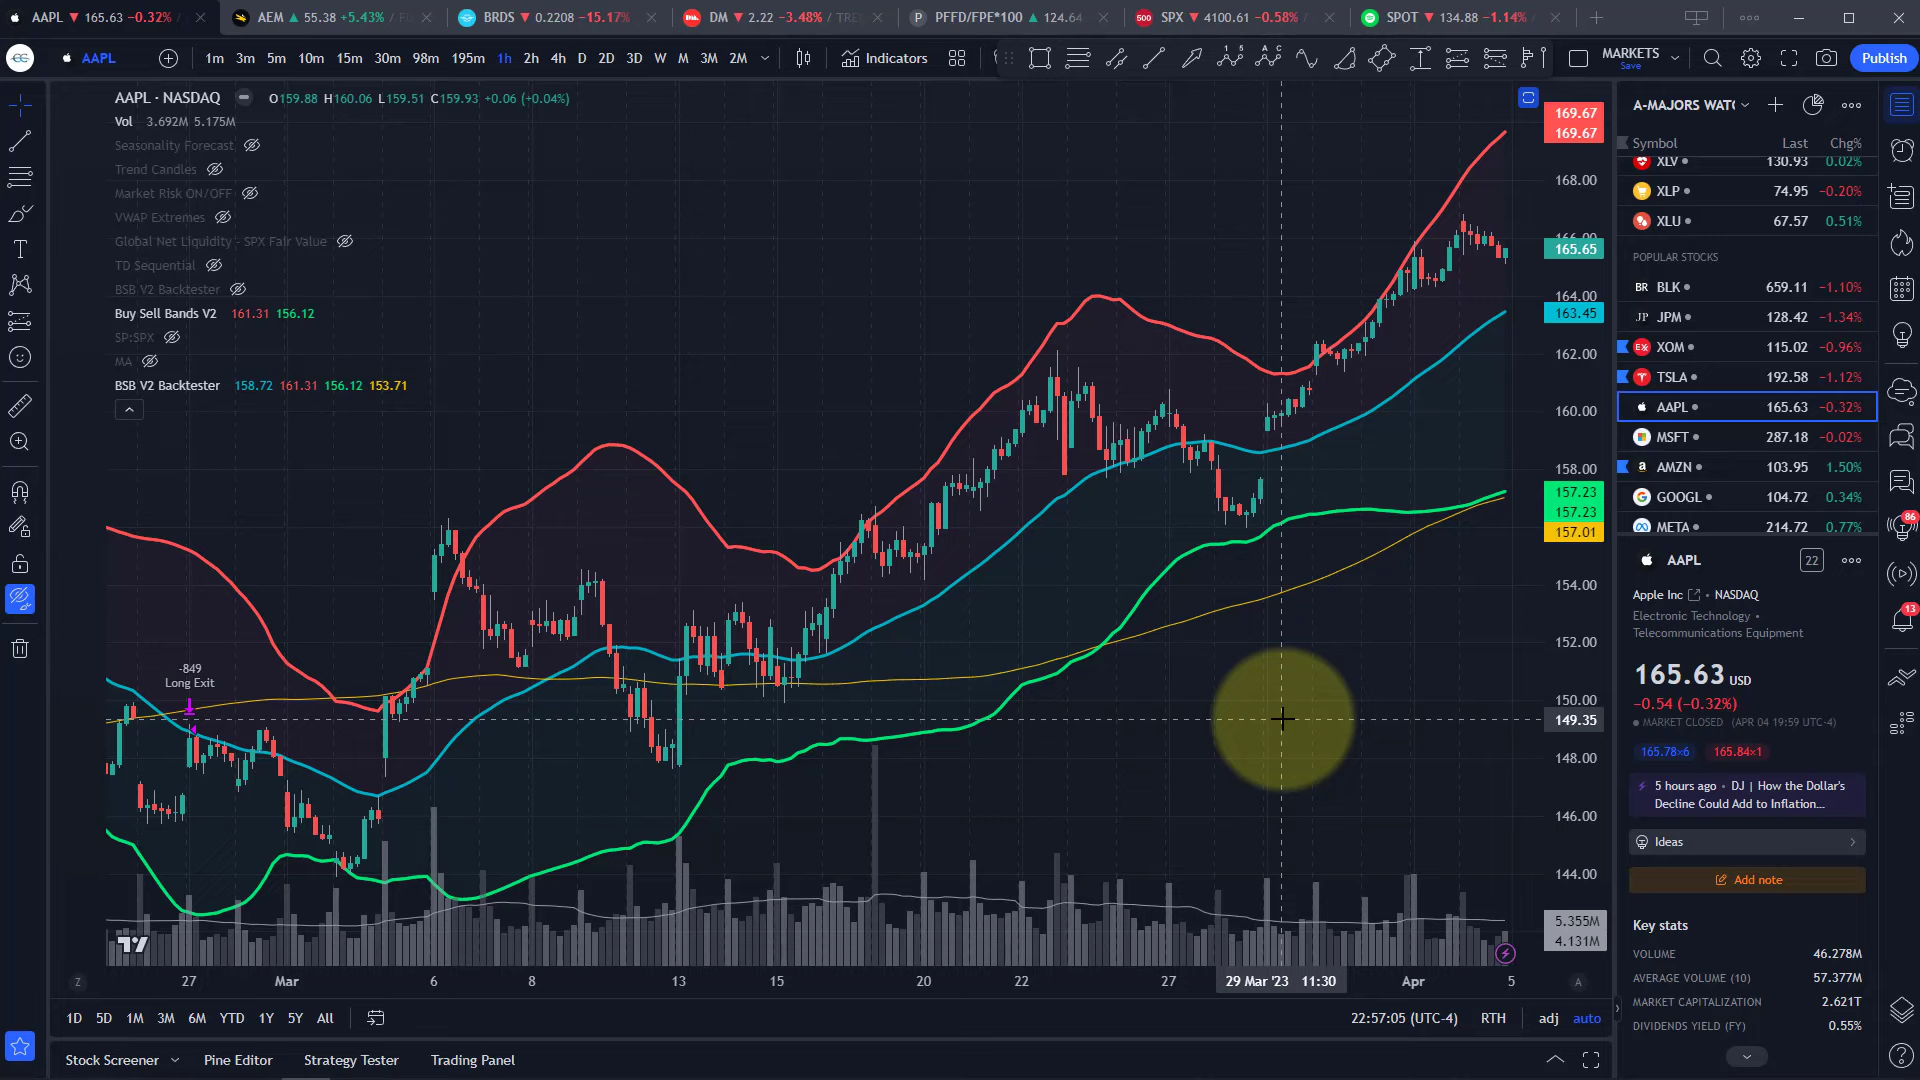 AAPL ▼ 165.63 −0.32% /
AEM ▲ 55.38 +5.43% /
BRDS ▼ 0.2208 −15.17%
DM ▼ 2.22 −3.48% /
PFFD/FPE*100 ▲ 124.64
500 SPX ▼ 4100.61 −0.58%
SPOT ▼ 134.88 −1.14%
AAPL
1m 3m 5m 10m 15m 30m 98m 195m 1h 2h 4h D 2D 3D W M 3M 2M
Indicators
MARKETS
Save
Publish
AAPL · NASDAQ O159.88 H160.06 L159.51 C159.93 +0.06 (+0.04%)
Vol 3.692M 5.175M
Seasonality Forecast
Trend Candles
Market Risk ON/OFF
VWAP Extremes
Global Net Liquidity - SPX Fair Value
TD Sequential
BSB V2 Backtester
Buy Sell Bands V2 161.31 156.12
SP:SPX
MA
BSB V2 Backtester 158.72 161.31 156.12 153.71
-849
Long Exit
169.67
169.67
168.00
166.00
165.65
164.00
163.45
162.00
160.00
158.00
157.23
157.23
157.01
154.00
152.00
150.00
149.35
148.00
146.00
144.00
5.355M
4.131M
Z 27 Mar 6 8 13 15 20 22 27 29 Mar '23 11:30 Apr 5 A
1D 5D 1M 3M 6M YTD 1Y 5Y All
22:57:05 (UTC-4) RTH adj auto
Stock Screener Pine Editor Strategy Tester Trading Panel
A-MAJORS WAT
Symbol Last Chg%
XLV 130.93 0.02%
XLP 74.95 −0.20%
XLU 67.57 0.51%
POPULAR STOCKS
BR BLK 659.11 −1.10%
JP JPM 128.42 −1.34%
XOM 115.02 −0.96%
TSLA 192.58 −1.12%
AAPL 165.63 −0.32%
MSFT 287.18 −0.02%
AMZN 103.95 1.50%
GOOGL 104.72 0.34%
META 214.72 0.77%
AAPL 22
Apple Inc • NASDAQ
Electronic Technology •
Telecommunications Equipment
165.63 USD
−0.54 (−0.32%)
MARKET CLOSED (APR 04 19:59 UTC-4)
165.78×6 165.84×1
5 hours ago • DJ | How the Dollar's
Decline Could Add to Inflation...
Ideas
Add note
Key stats
VOLUME 46.278M
AVERAGE VOLUME (10) 57.377M
MARKET CAPITALIZATION 2.621T
DIVIDENDS YIELD (FY) 0.55%
86
13